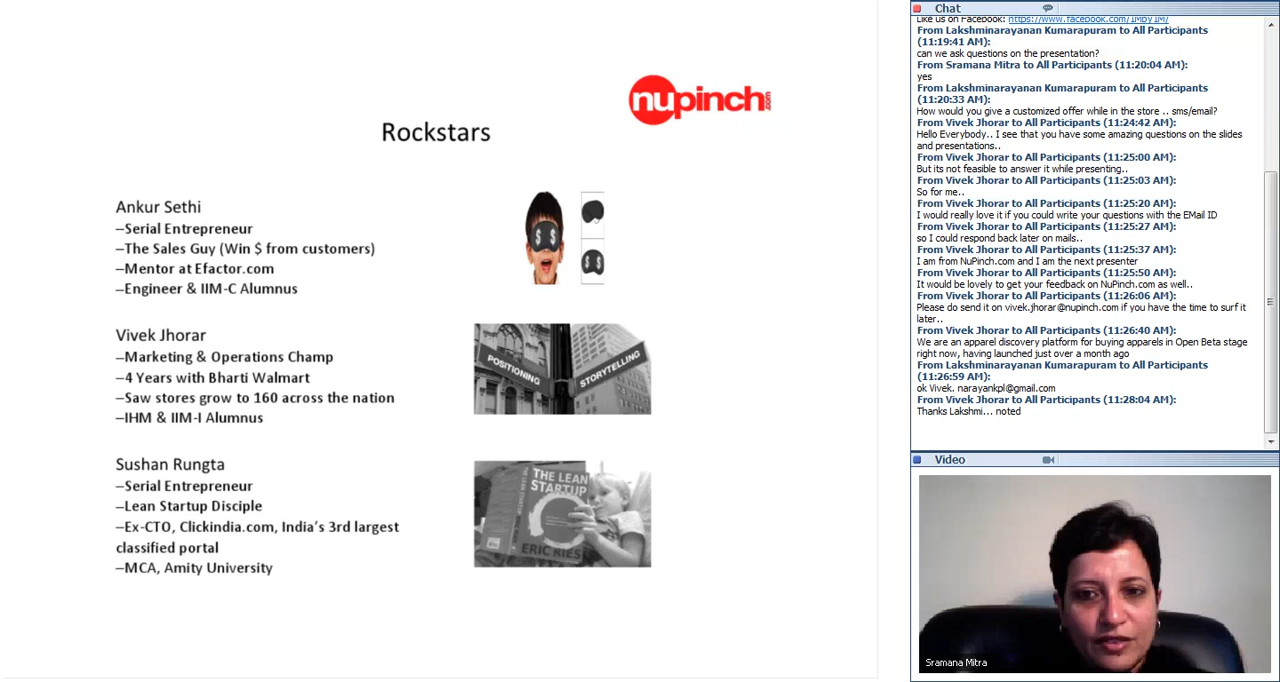 nupinch.com
Rockstars
Ankur Sethi
–Serial Entrepreneur
–The Sales Guy (Win $ from customers)
–Mentor at Efactor.com
–Engineer & IIM-C Alumnus
$ $
$ $
Vivek Jhorar
–Marketing & Operations Champ
–4 Years with Bharti Walmart
–Saw stores grow to 160 across the nation
–IHM & IIM-I Alumnus
POSITIONING
STORYTELLING
Sushan Rungta
–Serial Entrepreneur
–Lean Startup Disciple
–Ex-CTO, Clickindia.com, India's 3rd largest
classified portal
–MCA, Amity University
THE LEAN
STARTUP
ERIC RIES
Chat
Like us on Facebook: https://www.facebook.com/1Mby1M/
From Lakshminarayanan Kumarapuram to All Participants
(11:19:41 AM):
can we ask questions on the presentation?
From Sramana Mitra to All Participants (11:20:04 AM):
yes
From Lakshminarayanan Kumarapuram to All Participants
(11:20:33 AM):
How would you give a customized offer while in the store .. sms/email?
From Vivek Jhorar to All Participants (11:24:42 AM):
Hello Everybody.. I see that you have some amazing questions on the slides
and presentations..
From Vivek Jhorar to All Participants (11:25:00 AM):
But its not feasible to answer it while presenting..
From Vivek Jhorar to All Participants (11:25:03 AM):
So for me..
From Vivek Jhorar to All Participants (11:25:20 AM):
I would really love it if you could write your questions with the EMail ID
From Vivek Jhorar to All Participants (11:25:27 AM):
so I could respond back later on mails..
From Vivek Jhorar to All Participants (11:25:37 AM):
I am from NuPinch.com and I am the next presenter
From Vivek Jhorar to All Participants (11:25:50 AM):
It would be lovely to get your feedback on NuPinch.com as well..
From Vivek Jhorar to All Participants (11:26:06 AM):
Please do send it on vivek.jhorar@nupinch.com if you have the time to surf it
later..
From Vivek Jhorar to All Participants (11:26:40 AM):
We are an apparel discovery platform for buying apparels in Open Beta stage
right now, having launched just over a month ago
From Lakshminarayanan Kumarapuram to All Participants
(11:26:59 AM):
ok Vivek. narayankpl@gmail.com
From Vivek Jhorar to All Participants (11:28:04 AM):
Thanks Lakshmi... noted
Video
Sramana Mitra